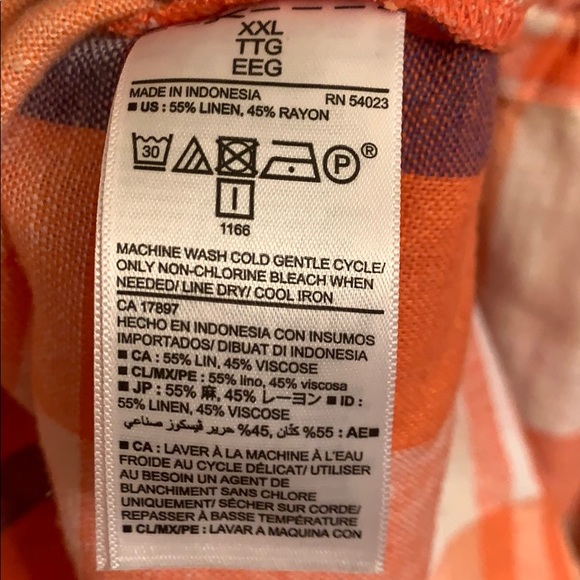 XXL
TTG
EEG
MADE IN INDONESIA RN 54023
■ US : 55% LINEN, 45% RAYON
30 P ®
1166
MACHINE WASH COLD GENTLE CYCLE/
ONLY NON-CHLORINE BLEACH WHEN
NEEDED/ LINE DRY/ COOL IRON
CA 17897
HECHO EN INDONESIA CON INSUMOS
IMPORTADOS/ DIBUAT DI INDONESIA
■ CA : 55% LIN, 45% VISCOSE
■ CL/MX/PE : 55% lino, 45% viscosa
■ JP : 55% 麻, 45% レーヨン ■ ID :
55% LINEN, 45% VISCOSE
■AE : 55% كتّان, 45% حرير ڤيسكوز صناعي
■ CA : LAVER À LA MACHINE À L'EAU
FROIDE AU CYCLE DÉLICAT/ UTILISER
AU BESOIN UN AGENT DE
BLANCHIMENT SANS CHLORE
UNIQUEMENT/ SÉCHER SUR CORDE/
REPASSER À BASSE TEMPÉRATURE
■ CL/MX/PE : LAVAR A MAQUINA CON